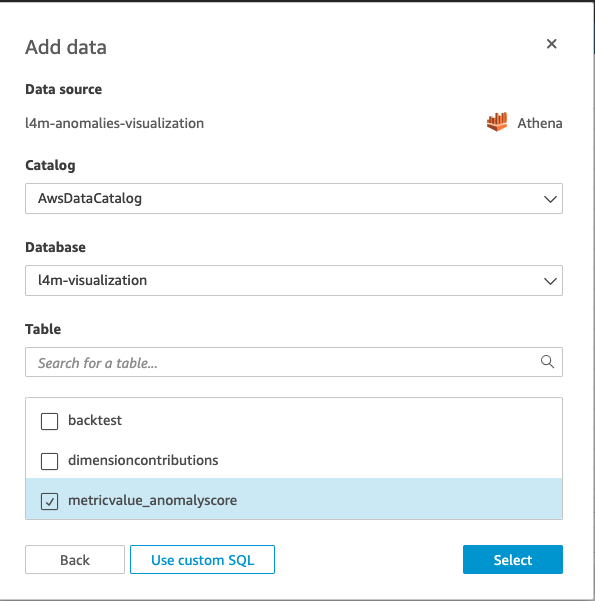 Add data
Data source
l4m-anomalies-visualization
Athena
Catalog
AwsDataCatalog
Database
l4m-visualization
Table
Search for a table...
backtest
dimensioncontributions
metricvalue_anomalyscore
Back
Use custom SQL
Select